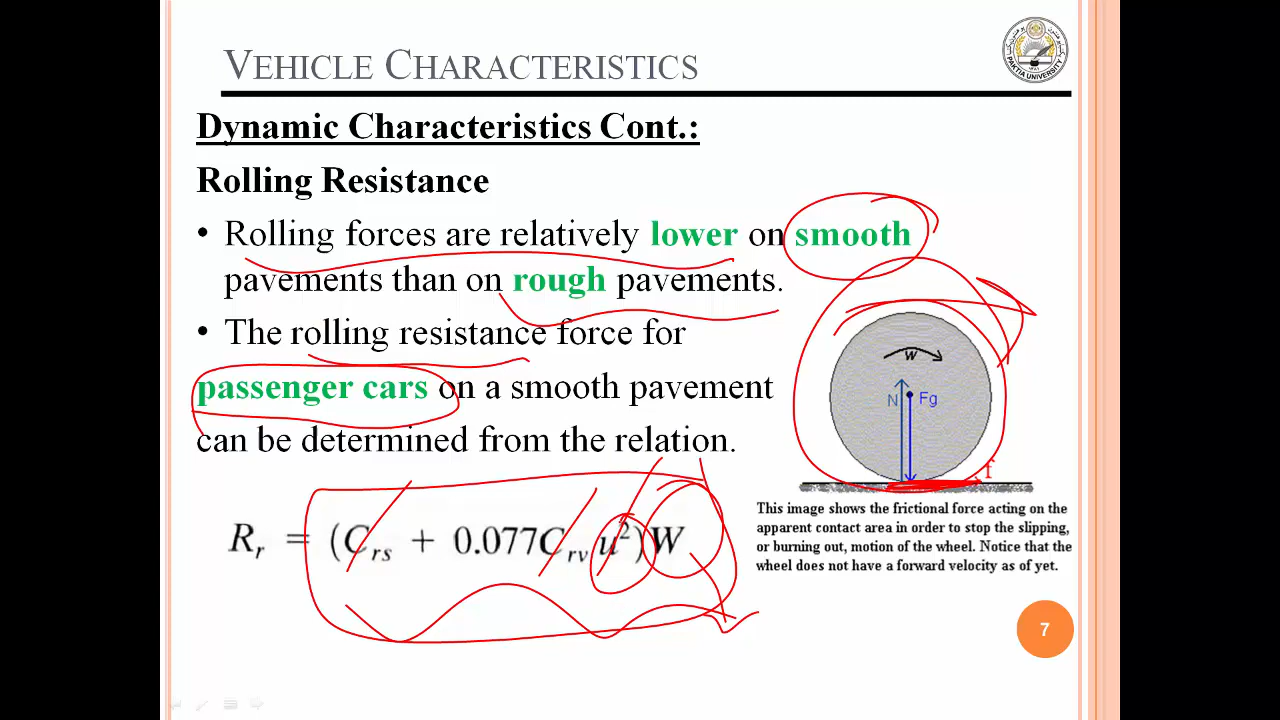 VEHICLE CHARACTERISTICS
PAKTIA UNIVERSITY
Dynamic Characteristics Cont.:
Rolling Resistance
• Rolling forces are relatively lower on smooth
pavements than on rough pavements.
• The rolling resistance force for
passenger cars on a smooth pavement
can be determined from the relation.
Rr = (Crs + 0.077Crv u²)W
W
N Fg
f
This image shows the frictional force acting on the
apparent contact area in order to stop the slipping,
or burning out, motion of the wheel. Notice that the
wheel does not have a forward velocity as of yet.
7